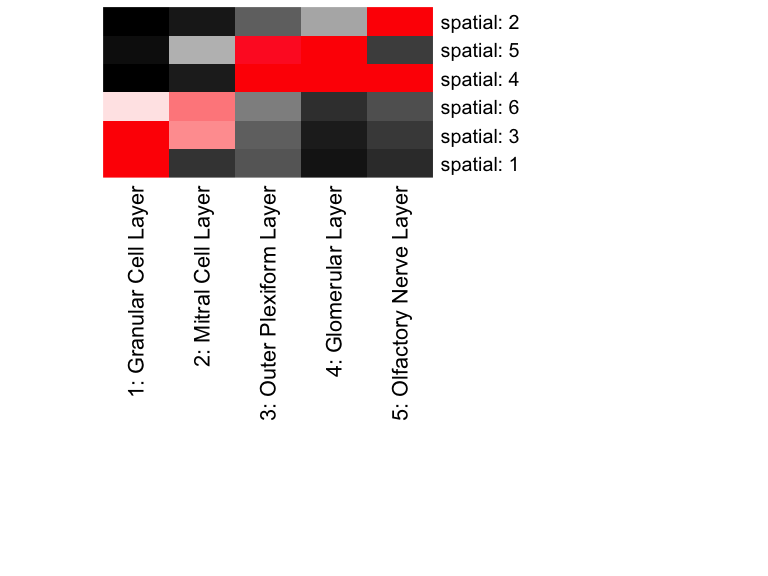 spatial: 2
spatial: 5
spatial: 4
spatial: 6
spatial: 3
spatial: 1
1: Granular Cell Layer
2: Mitral Cell Layer
3: Outer Plexiform Layer
4: Glomerular Layer
5: Olfactory Nerve Layer